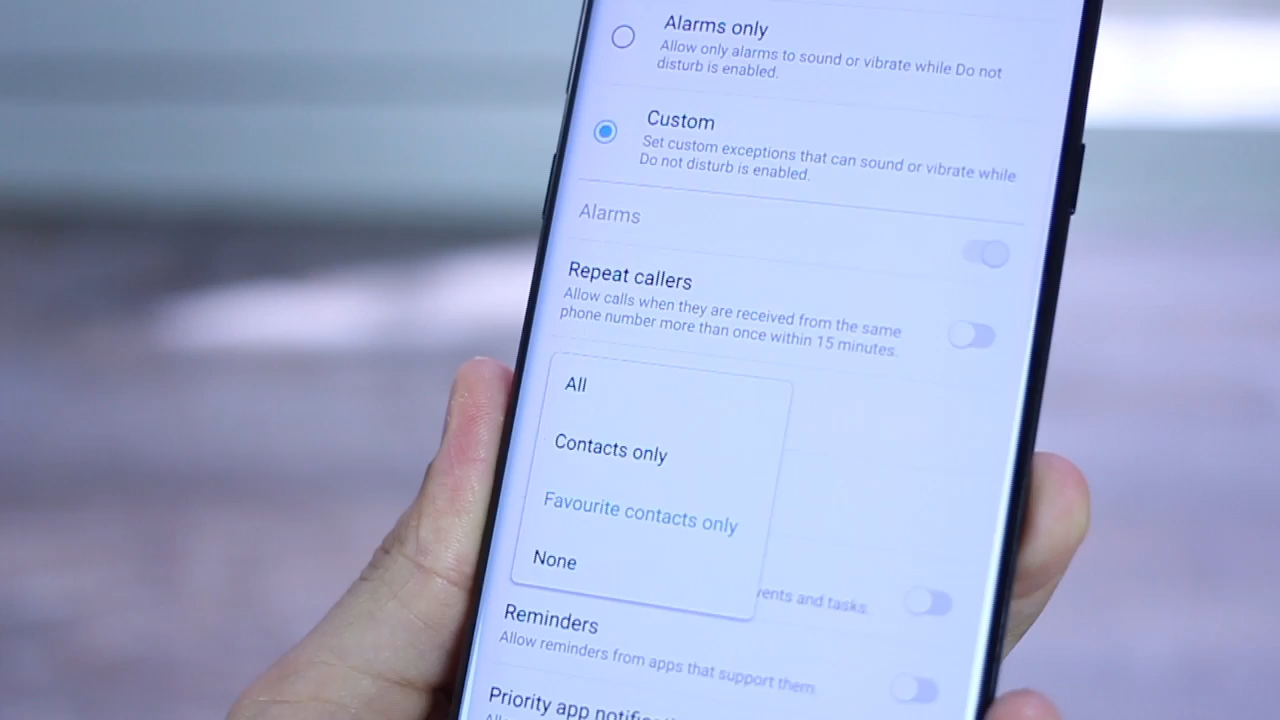 Alarms only
Allow only alarms to sound or vibrate while Do not
disturb is enabled.
Custom
Set custom exceptions that can sound or vibrate while
Do not disturb is enabled.
Alarms
Repeat callers
Allow calls when they are received from the same
phone number more than once within 15 minutes.
All
Contacts only
Favourite contacts only
None
and tasks.
Reminders
Allow reminders from apps that support them.
Priority app